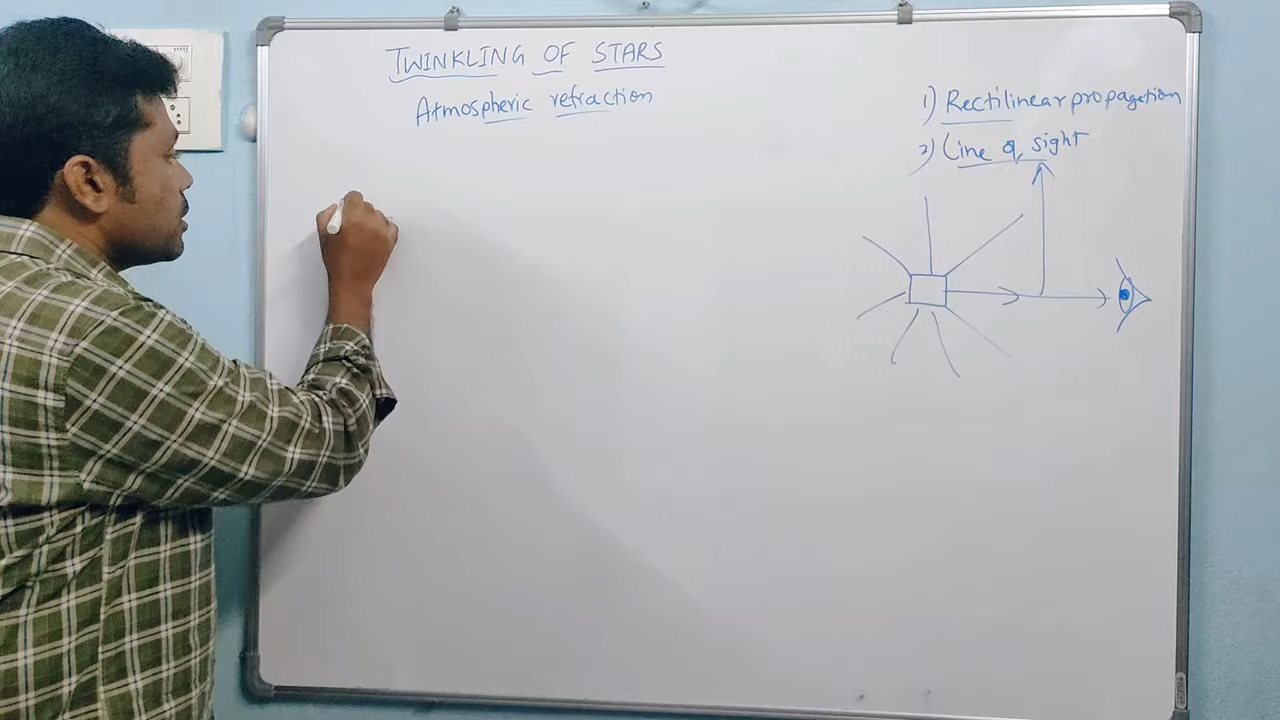 TWINKLING OF STARS
Atmospheric refraction
1) Rectilinear propagation
2) Line of sight